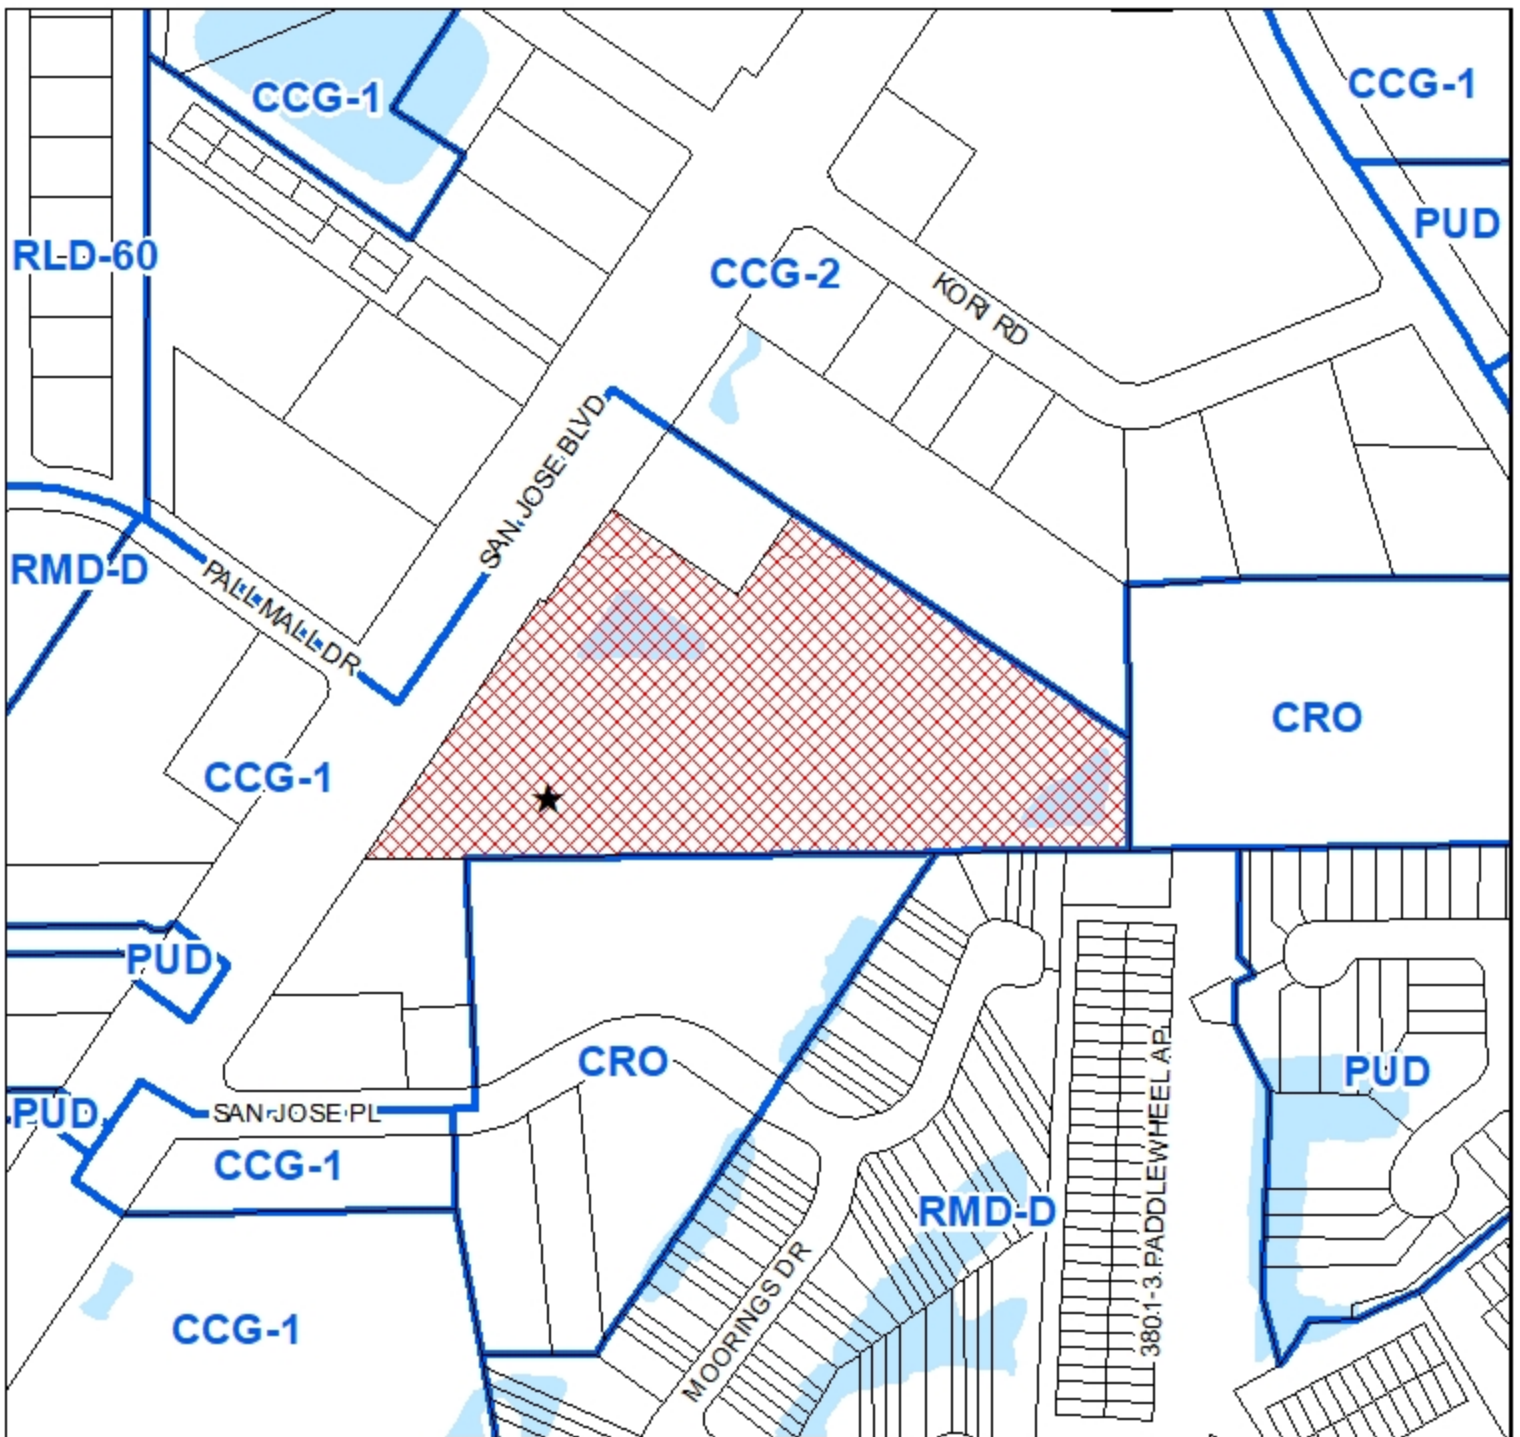 CCG-1
CCG-1
PUD
RLD-60
CCG-2
KORI RD
SAN JOSE BLVD
RMD-D
PALL MALL DR
CRO
CCG-1
PUD
CRO
PUD
PUD
SAN JOSE PL
CCG-1
RMD-D
380.1-3.PADDLEWHEEL AP
MOORINGS DR
CCG-1